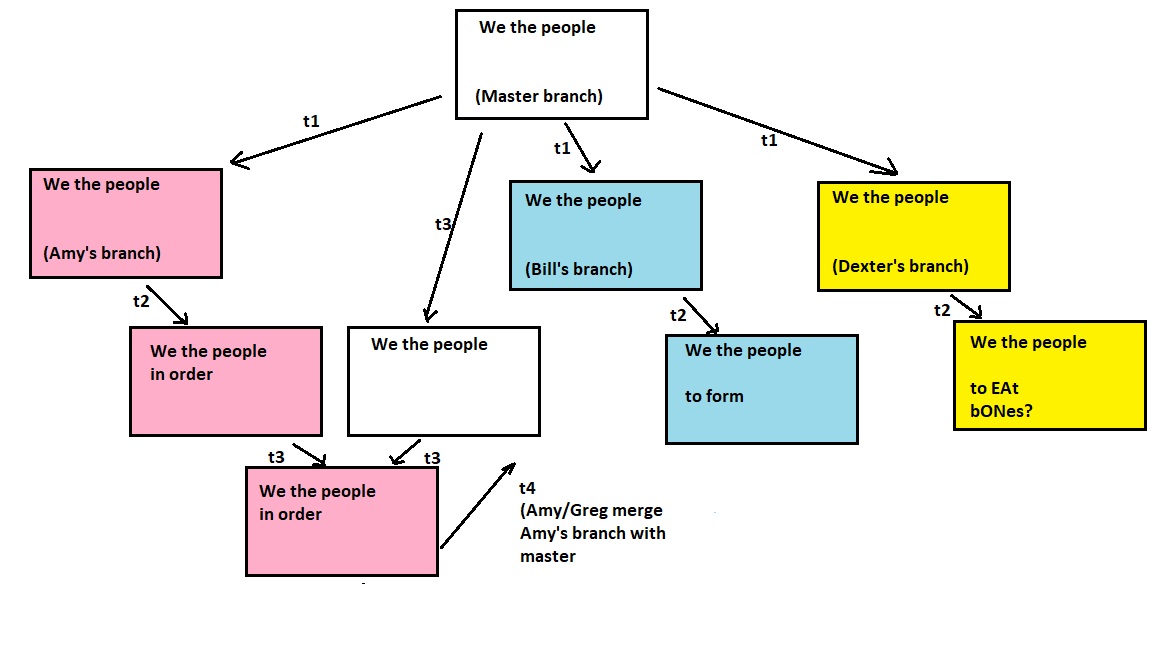 We the people
(Master branch)
t1
t1
t1
We the people
(Amy's branch)
t3
We the people
(Bill's branch)
We the people
(Dexter's branch)
t2
t2
t2
We the people
in order
We the people
We the people
to form
We the people
to EAt
bONes?
t3
t3
We the people
in order
t4
(Amy/Greg merge
Amy's branch with
master